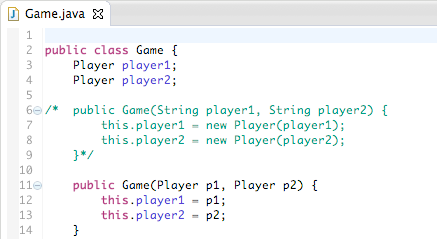 Game.java
1
2 public class Game {
3     Player player1;
4     Player player2;
5
6 /*  public Game(String player1, String player2) {
7         this.player1 = new Player(player1);
8         this.player2 = new Player(player2);
9     }*/
10
11     public Game(Player p1, Player p2) {
12         this.player1 = p1;
13         this.player2 = p2;
14     }